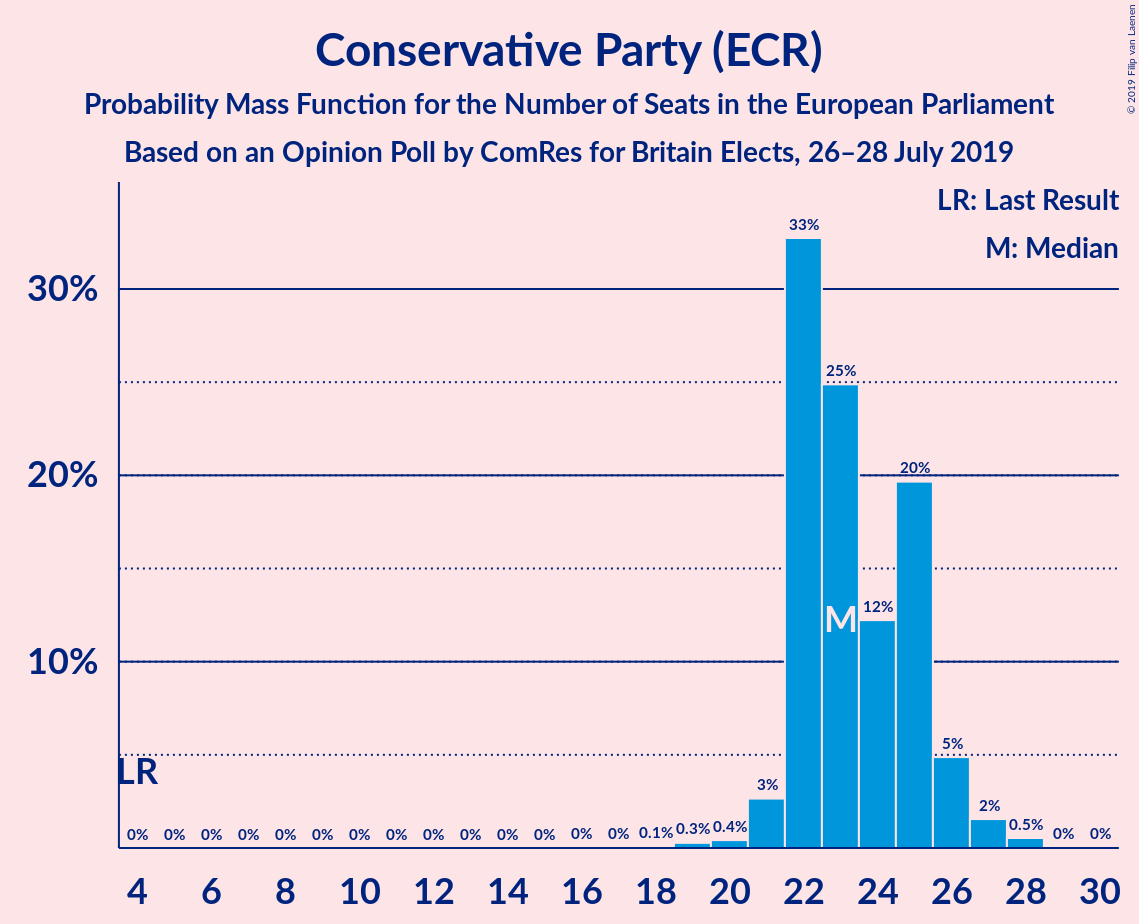 Conservative Party (ECR)
Probability Mass Function for the Number of Seats in the European Parliament
Based on an Opinion Poll by ComRes for Britain Elects, 26–28 July 2019
© 2019 Filip van Laenen
LR: Last Result
M: Median
33%
30%
25%
20%
20%
M
12%
10%
LR
5%
3%
2%
0% 0% 0% 0% 0% 0% 0% 0% 0% 0% 0% 0% 0% 0% 0.1% 0.3% 0.4% 0.5% 0% 0%
4 6 8 10 12 14 16 18 20 22 24 26 28 30